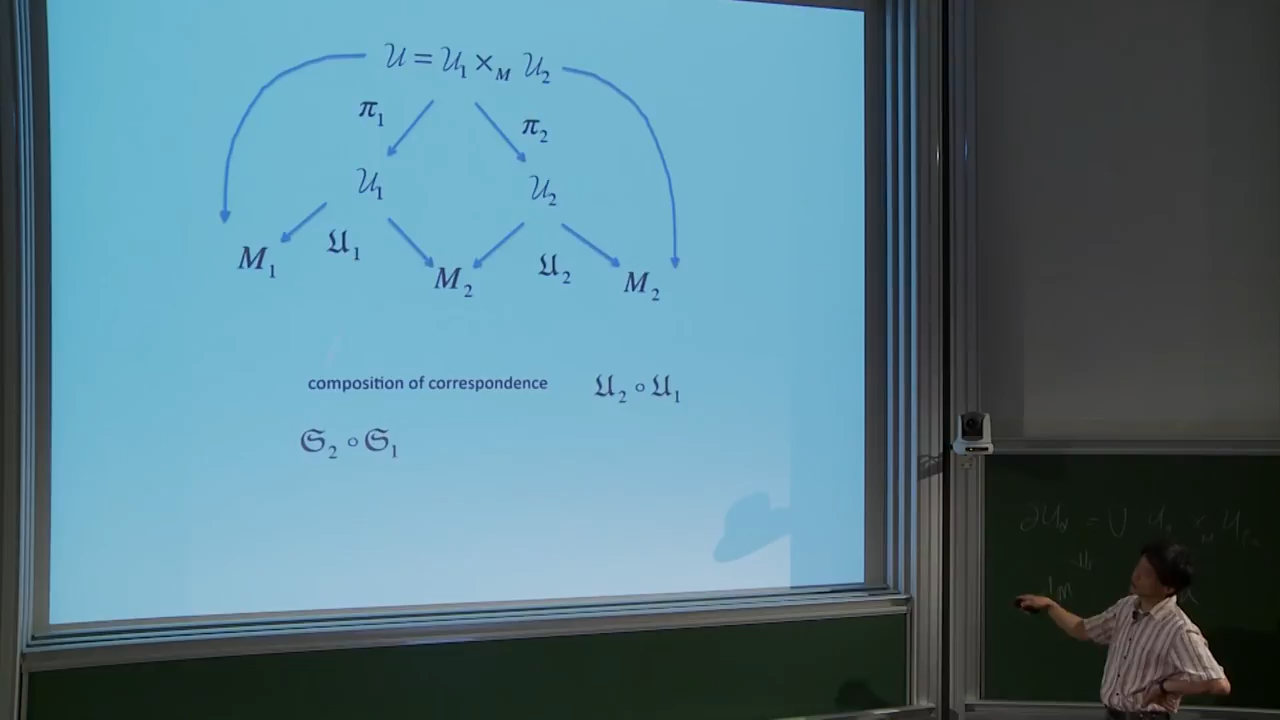 𝒰 = 𝒰₁ ×_M 𝒰₂
π₁
π₂
𝒰₁ 𝒰₂
M₁ 𝔘₁ M₂ 𝔘₂ M₂
composition of correspondence 𝔘₂ ∘ 𝔘₁
𝔖₂ ∘ 𝔖₁